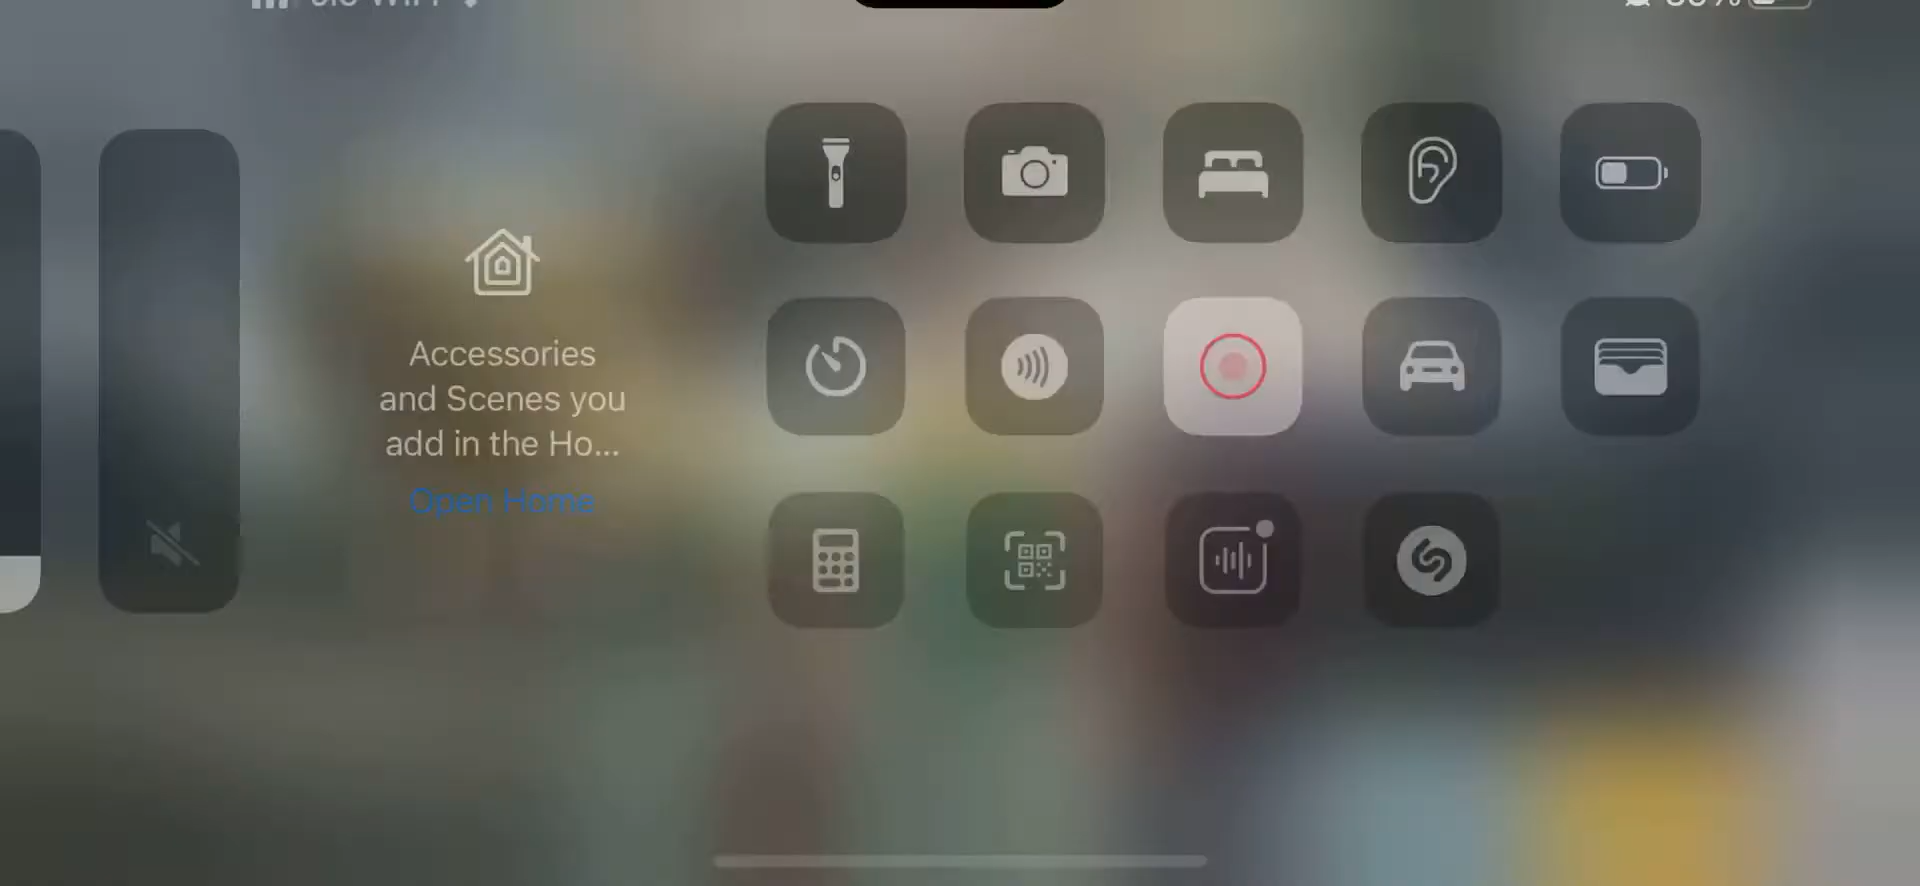 Accessories
and Scenes you
add in the Ho...
Open Home